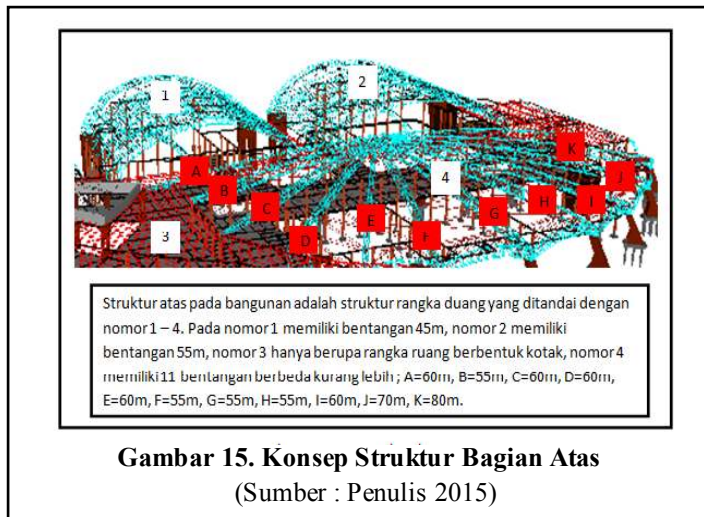 1
2
K
A
J
B
4
C
H
I
G
3
D
E
F
Struktur atas pada bangunan adalah struktur rangka duang yang ditandai dengan
nomor 1 – 4. Pada nomor 1 memiliki bentangan 45m, nomor 2 memiliki
bentangan 55m, nomor 3 hanya berupa rangka ruang berbentuk kotak, nomor 4
memiliki 11 bentangan berbeda kurang lebih ; A=60m, B=55m, C=60m, D=60m,
E=60m, F=55m, G=55m, H=55m, I=60m, J=70m, K=80m.
Gambar 15. Konsep Struktur Bagian Atas
(Sumber : Penulis 2015)